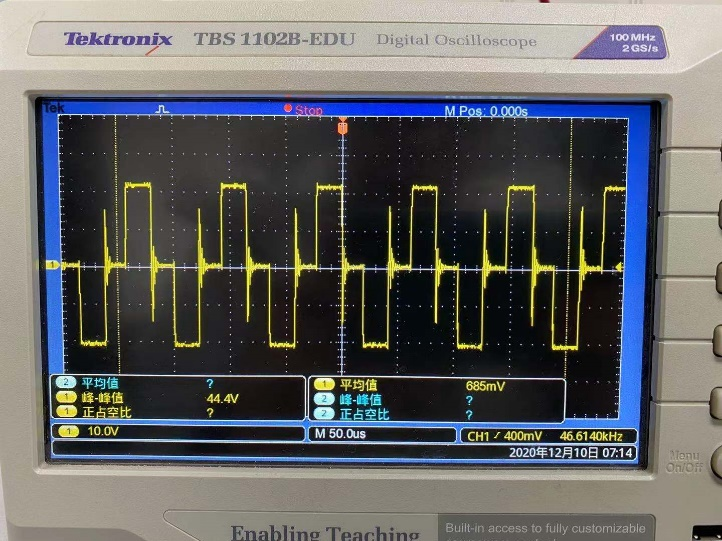 Tektronix TBS 1102B-EDU Digital Oscilloscope 100 MHz
2 GS/s
Tek Stop M Pos: 0.000s
1
2 平均值 ?
1 峰-峰值 44.4V
1 正占空比 ?
1 平均值 685mV
2 峰-峰值 ?
2 正占空比 ?
1 10.0V M 50.0us CH1 400mV 46.6140kHz
2020年12月10日 07:14
Menu
On/Off
Enabling Teaching
Built-in access to fully customizable